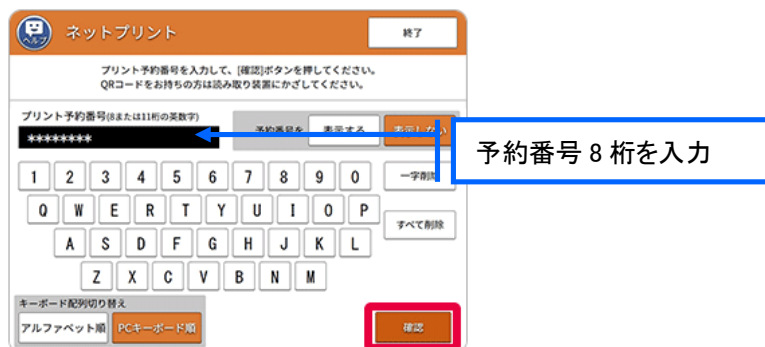 ヘルプ
ネットプリント
終了
プリント予約番号を入力して、[確認]ボタンを押してください。
QRコードをお持ちの方は読み取り装置にかざしてください。
プリント予約番号(8または11桁の英数字)
********
予約番号を 表示する 表示しない
予約番号 8 桁を入力
1 2 3 4 5 6 7 8 9 0 一字削除
Q W E R T Y U I O P
すべて削除
A S D F G H J K L
Z X C V B N M
キーボード配列切り替え
アルファベット順 PCキーボード順
確認